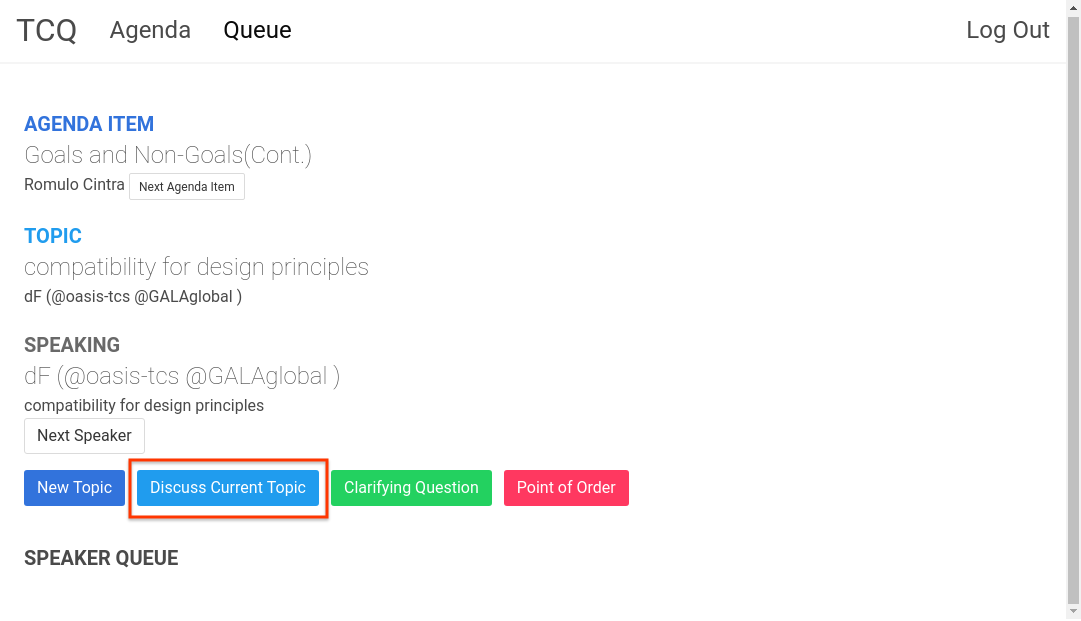 TCQ Agenda Queue Log Out
AGENDA ITEM
Goals and Non-Goals(Cont.)
Romulo Cintra Next Agenda Item
TOPIC
compatibility for design principles
dF (@oasis-tcs @GALAglobal )
SPEAKING
dF (@oasis-tcs @GALAglobal )
compatibility for design principles
Next Speaker
New Topic Discuss Current Topic Clarifying Question Point of Order
SPEAKER QUEUE